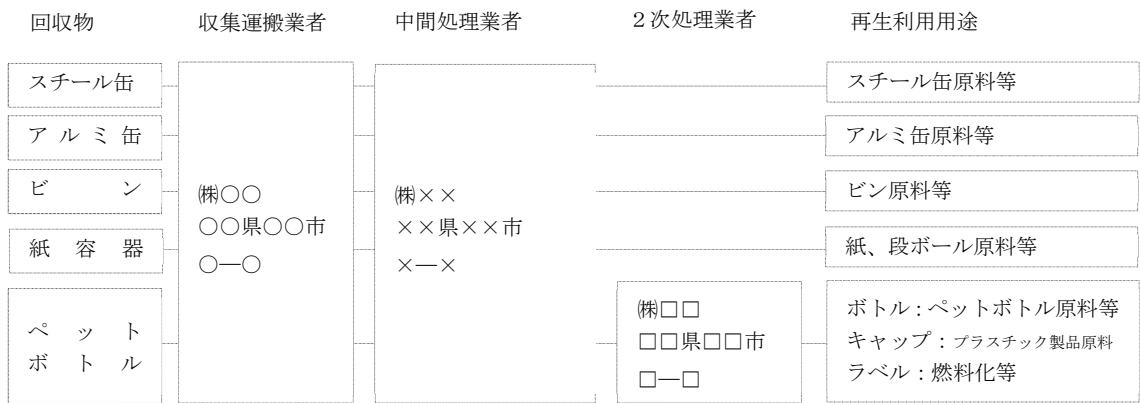 回収物 収集運搬業者 中間処理業者 2次処理業者 再生利用用途
スチール缶 スチール缶原料等
アルミ缶 アルミ缶原料等
ビン ビン原料等
紙容器 紙、段ボール原料等
㈱○○
○○県○○市
○―○
㈱××
××県××市
×―×
ペット
ボトル
㈱□□
□□県□□市
□―□
ボトル：ペットボトル原料等
キャップ：プラスチック製品原料
ラベル：燃料化等